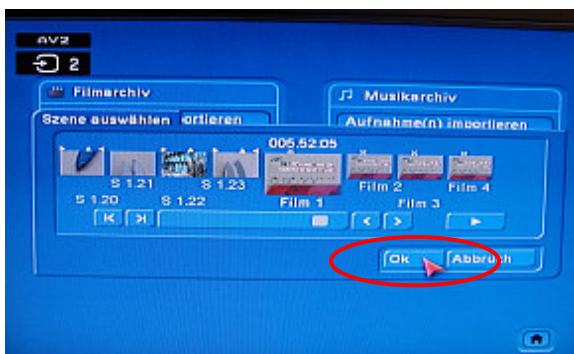 AV2
2
Filmarchiv
Musikarchiv
Szene auswählen
ortieren
Aufnahme(n) importieren
006.52.05
S 1.21
S 1.23
Film 2
Film 4
S 1.20
S 1.22
Film 1
Film 3
Ok
Abbruch